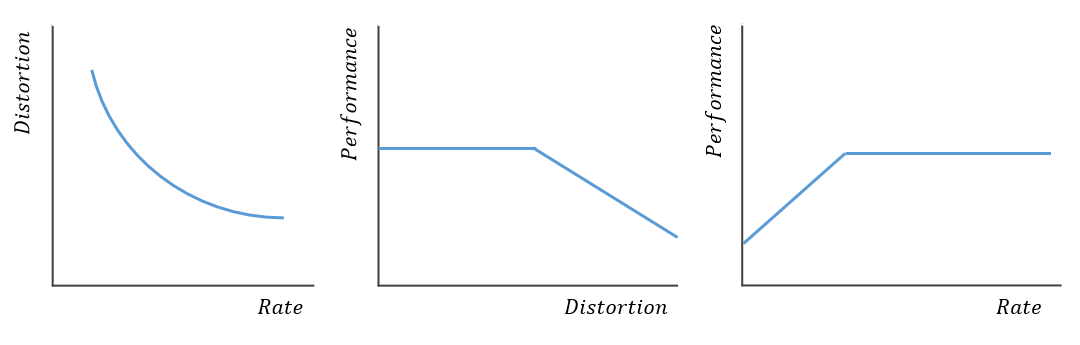 Distortion
Rate
Performance
Distortion
Performance
Rate